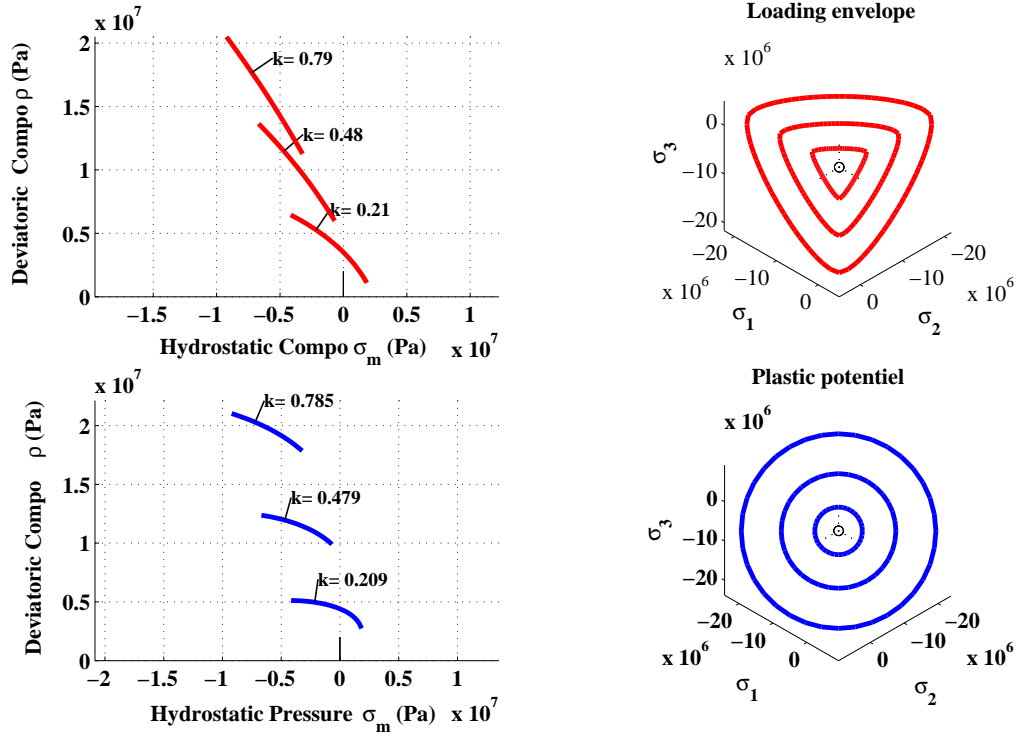 x 10^7
Deviatoric Compo ρ (Pa)
2
1.5
1
0.5
0
k= 0.79
k= 0.48
k= 0.21
−1.5
−1
−0.5
0
0.5
1
Hydrostatic Compo σ_m (Pa) x 10^7
Loading envelope
x 10^6
σ_3
0
−10
−20
−20
−10
0
x 10^6
σ_1
0
−10
−20
x 10^6
σ_2
x 10^7
Deviatoric Compo ρ (Pa)
2
1.5
1
0.5
0
k= 0.785
k= 0.479
k= 0.209
−2
−1.5
−1
−0.5
0
0.5
1
Hydrostatic Pressure σ_m (Pa) x 10^7
Plastic potentiel
x 10^6
σ_3
0
−10
−20
−20
−10
0
x 10^6
σ_1
0
−10
−20
x 10^6
σ_2